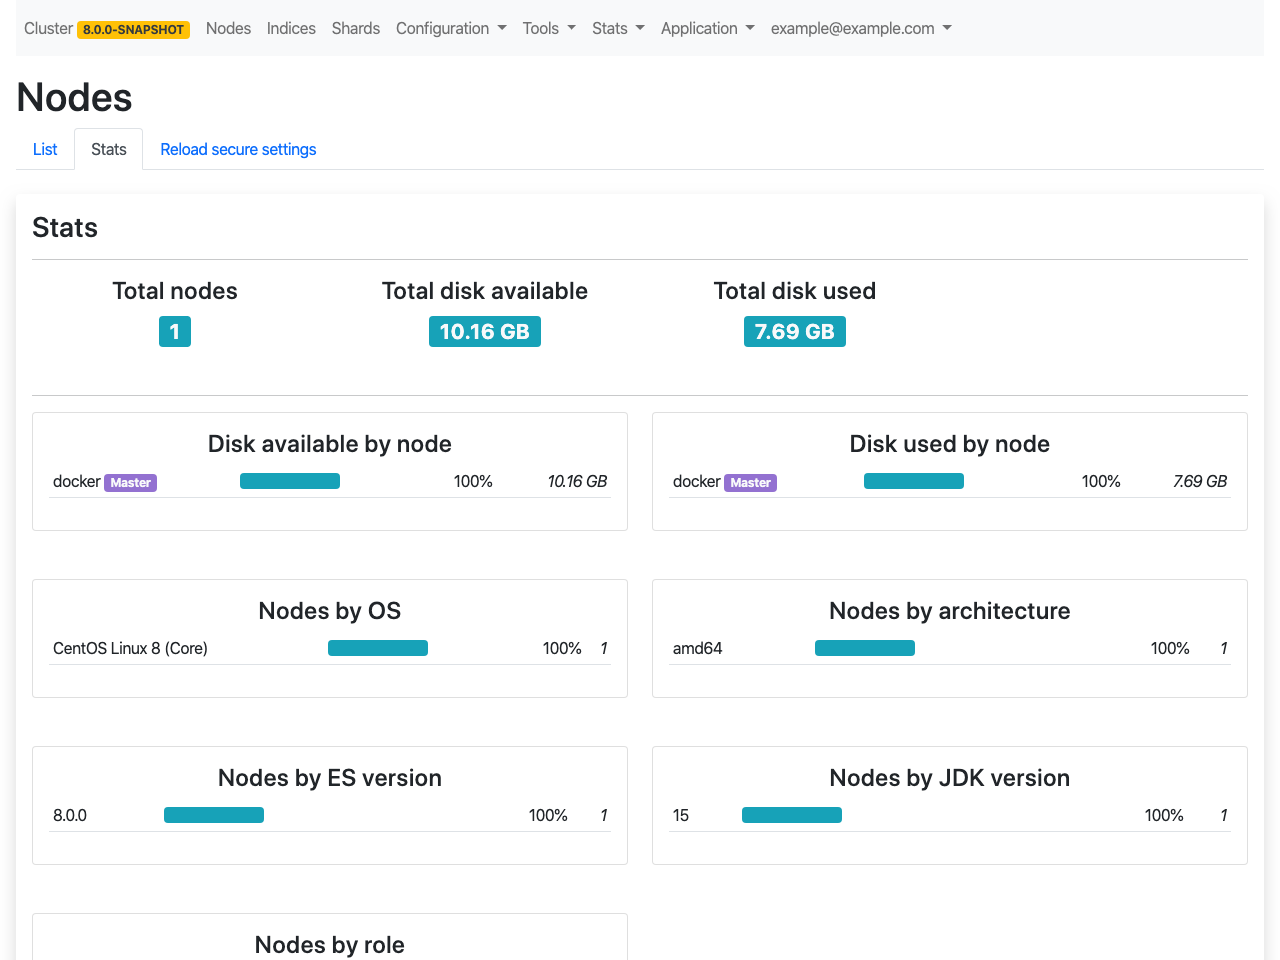 Cluster 8.0.0-SNAPSHOT Nodes Indices Shards Configuration Tools Stats Application example@example.com
Nodes
List Stats Reload secure settings
Stats
Total nodes Total disk available Total disk used
1 10.16 GB 7.69 GB
Disk available by node
docker Master 100% 10.16 GB
Disk used by node
docker Master 100% 7.69 GB
Nodes by OS
CentOS Linux 8 (Core) 100% 1
Nodes by architecture
amd64 100% 1
Nodes by ES version
8.0.0 100% 1
Nodes by JDK version
15 100% 1
Nodes by role